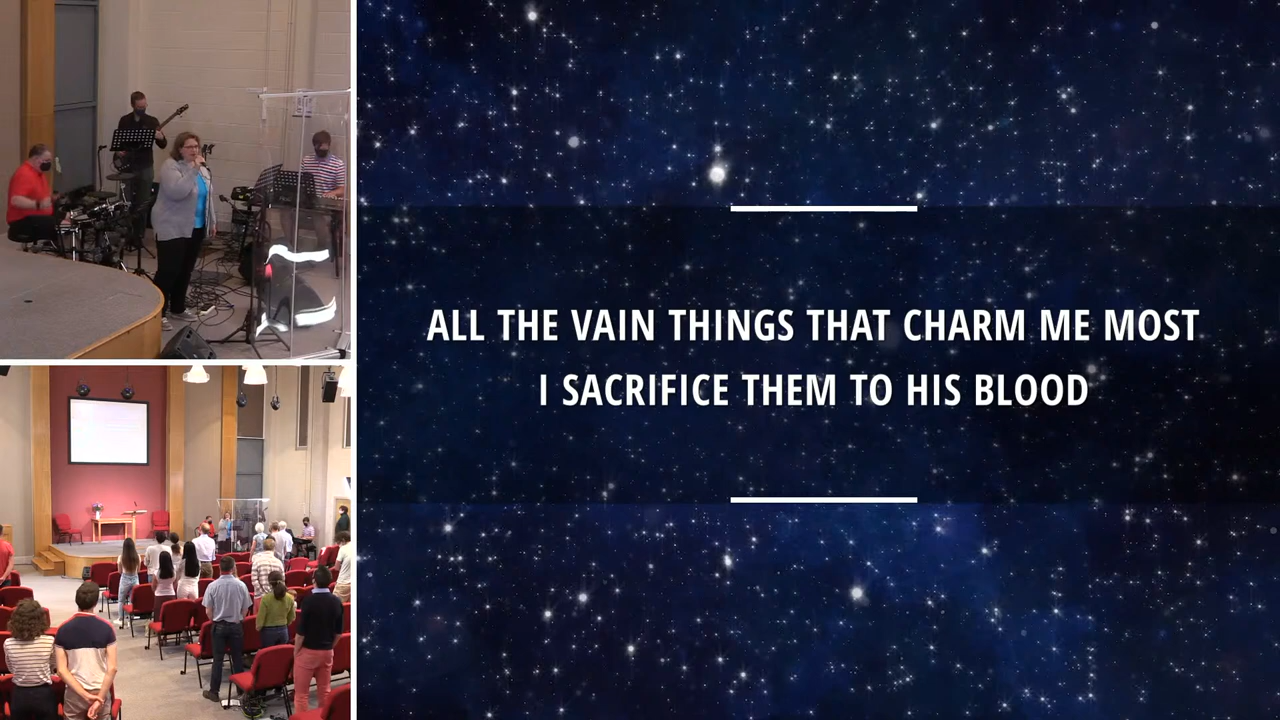 ALL THE VAIN THINGS THAT CHARM ME MOST
I SACRIFICE THEM TO HIS BLOOD